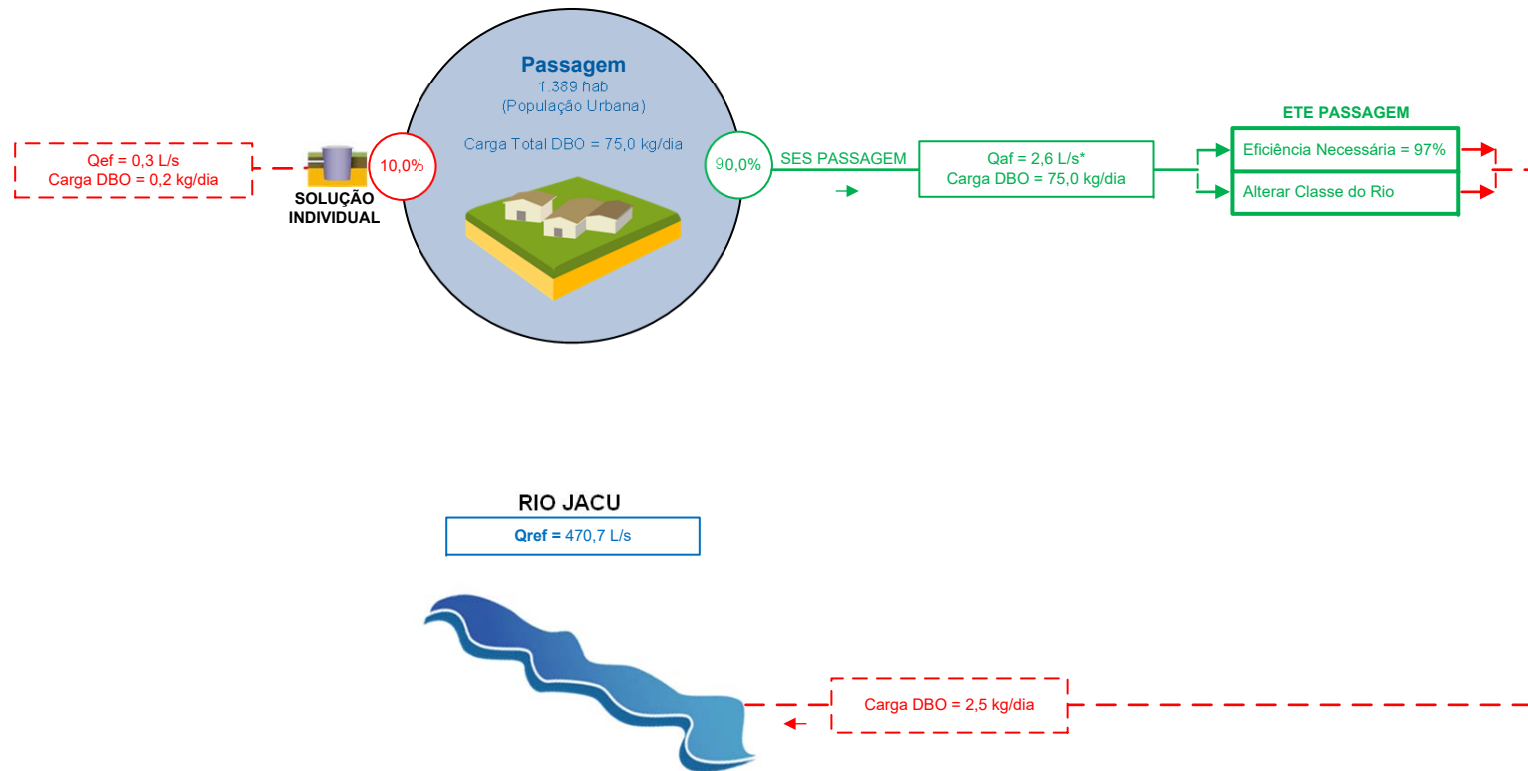 Passagem
1.389 hab
(População Urbana)
Carga Total DBO = 75,0 kg/dia
Qef = 0,3 L/s
Carga DBO = 0,2 kg/dia
SOLUÇÃO
INDIVIDUAL
10,0%
90,0%
SES PASSAGEM
Qaf = 2,6 L/s*
Carga DBO = 75,0 kg/dia
ETE PASSAGEM
Eficiência Necessária = 97%
Alterar Classe do Rio
RIO JACU
Qref = 470,7 L/s
Carga DBO = 2,5 kg/dia